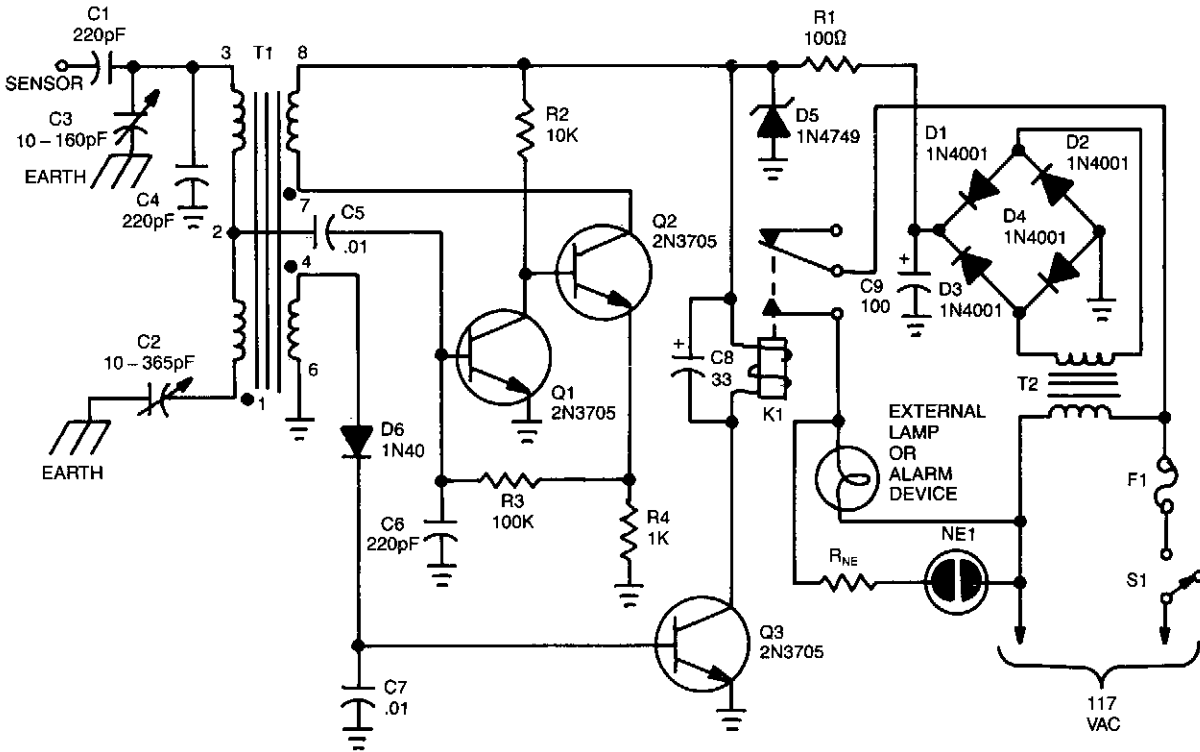 C1
220pF
SENSOR
C3
10-160pF
EARTH
C4
220pF
3
T1
8
2
7
4
6
1
C2
10-365pF
EARTH
C5
.01
R2
10K
Q2
2N3705
Q1
2N3705
D6
1N40
R3
100K
C6
220pF
R4
1K
C7
.01
Q3
2N3705
R1
100Ω
D5
1N4749
D1
1N4001
D2
1N4001
D4
1N4001
D3
1N4001
+
C9
100
+
C8
33
K1
T2
EXTERNAL
LAMP
OR
ALARM
DEVICE
RNE
NE1
F1
S1
117
VAC